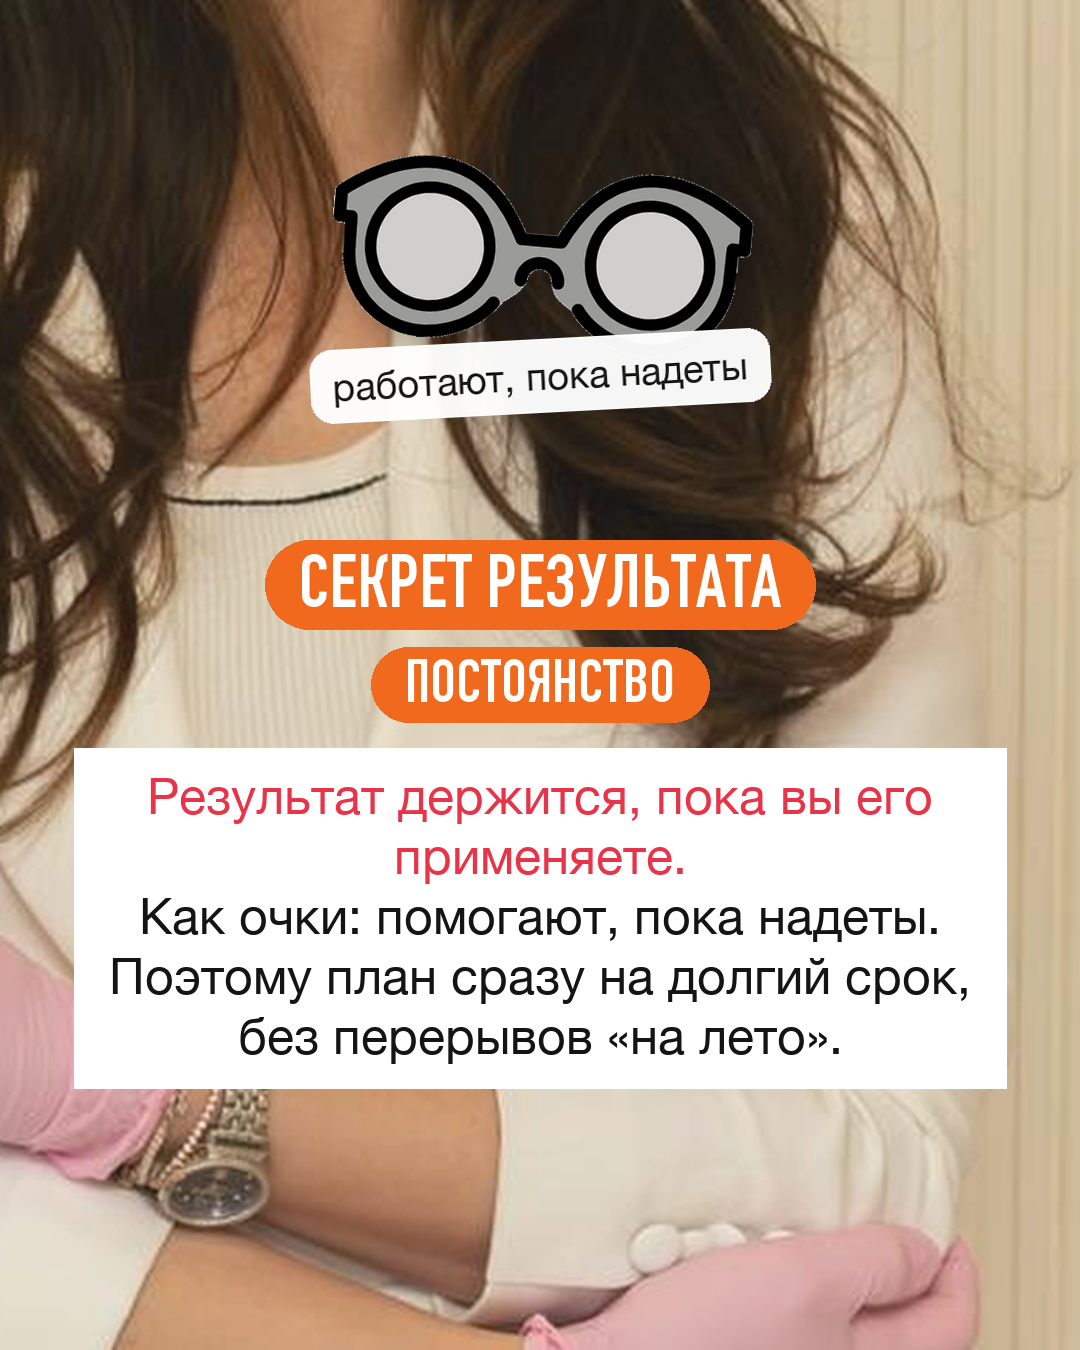 работают, пока надеты
СЕКРЕТ РЕЗУЛЬТАТА
ПОСТОЯНСТВО
Результат держится, пока вы его
применяете.
Как очки: помогают, пока надеты.
Поэтому план сразу на долгий срок,
без перерывов «на лето».